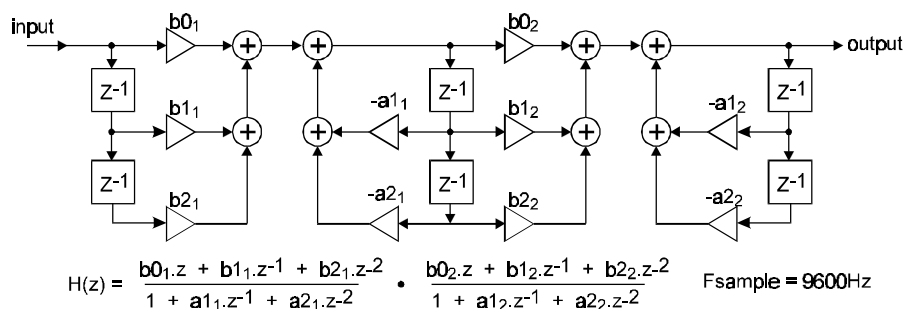 input b0₁ b0₂ output
z⁻¹ z⁻¹ z⁻¹
b1₁ -a1₁ b1₂ -a1₂
z⁻¹ z⁻¹ z⁻¹
b2₁ -a2₁ b2₂ -a2₂
+ + + + + + + +
b0₁.z + b1₁.z⁻¹ + b2₁.z⁻² b0₂.z + b1₂.z⁻¹ + b2₂.z⁻²
H(z) = • Fsample = 9600Hz
1 + a1₁.z⁻¹ + a2₁.z⁻² 1 + a1₂.z⁻¹ + a2₂.z⁻²